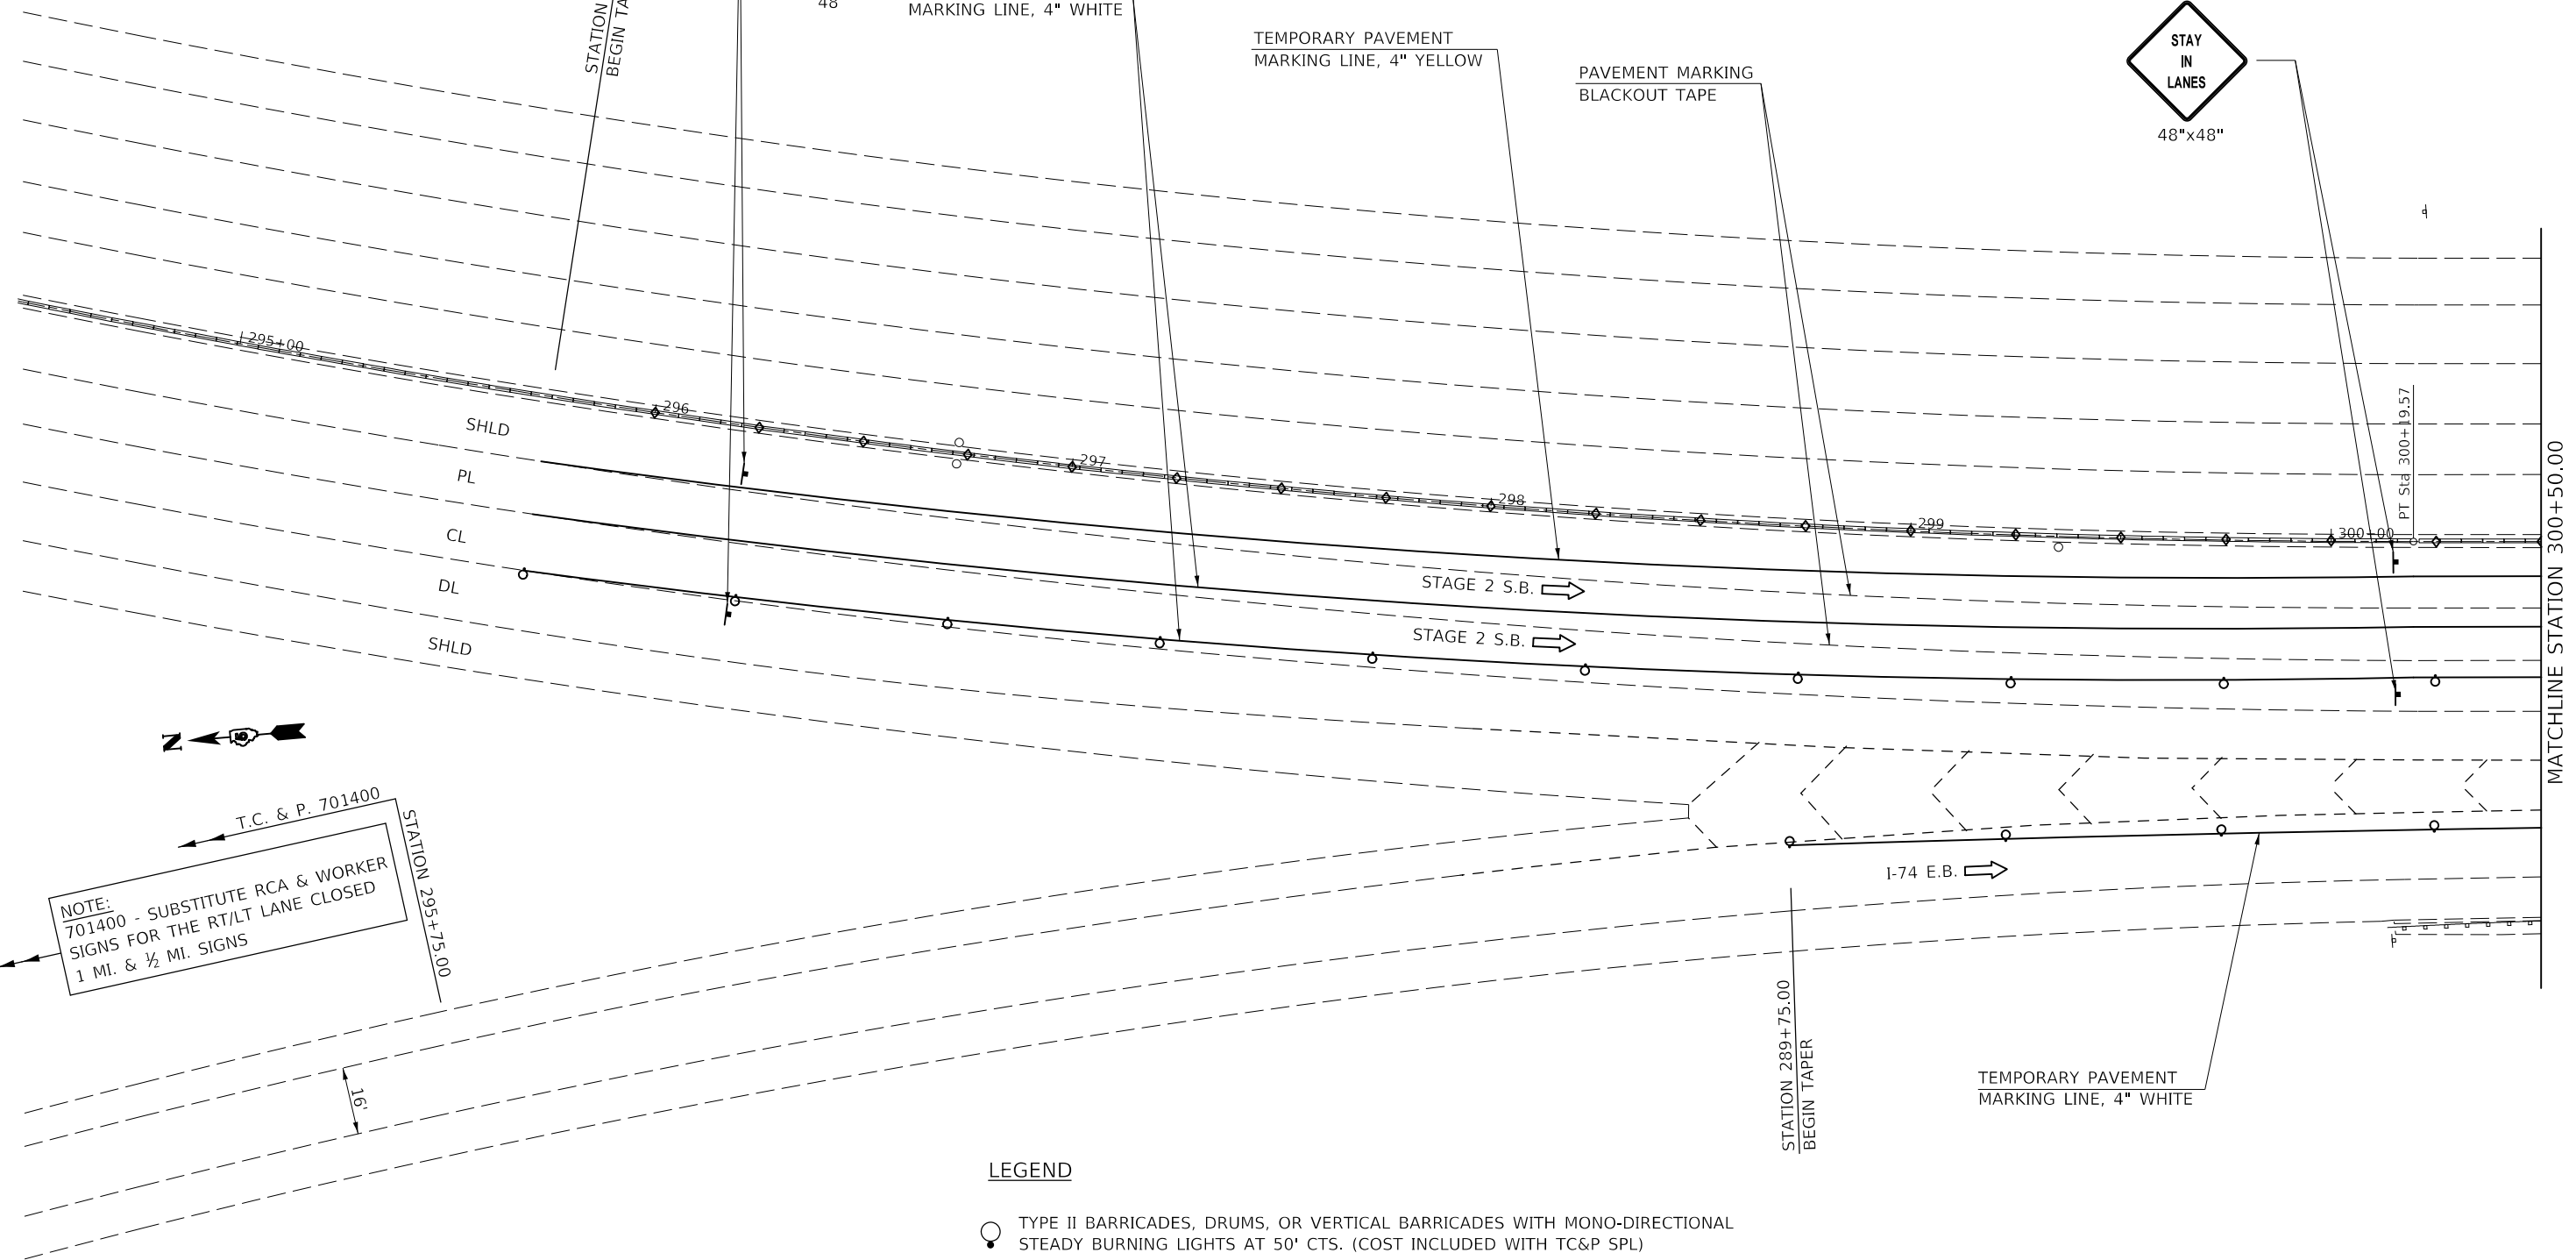 STATION
BEGIN TA
48
MARKING LINE, 4" WHITE
TEMPORARY PAVEMENT
MARKING LINE, 4" YELLOW
PAVEMENT MARKING
BLACKOUT TAPE
STAY
IN
LANES
48"x48"
295+00
296
297
298
299
300+00
PT Sta 300+19.57
MATCHLINE STATION 300+50.00
SHLD
PL
CL
DL
SHLD
STAGE 2 S.B.
STAGE 2 S.B.
N
T.C. & P. 701400
STATION 295+75.00
NOTE:
701400 - SUBSTITUTE RCA & WORKER
SIGNS FOR THE RT/LT LANE CLOSED
1 MI. & ½ MI. SIGNS
I-74 E.B.
16'
STATION 289+75.00
BEGIN TAPER
TEMPORARY PAVEMENT
MARKING LINE, 4" WHITE
LEGEND
TYPE II BARRICADES, DRUMS, OR VERTICAL BARRICADES WITH MONO-DIRECTIONAL
STEADY BURNING LIGHTS AT 50' CTS. (COST INCLUDED WITH TC&P SPL)